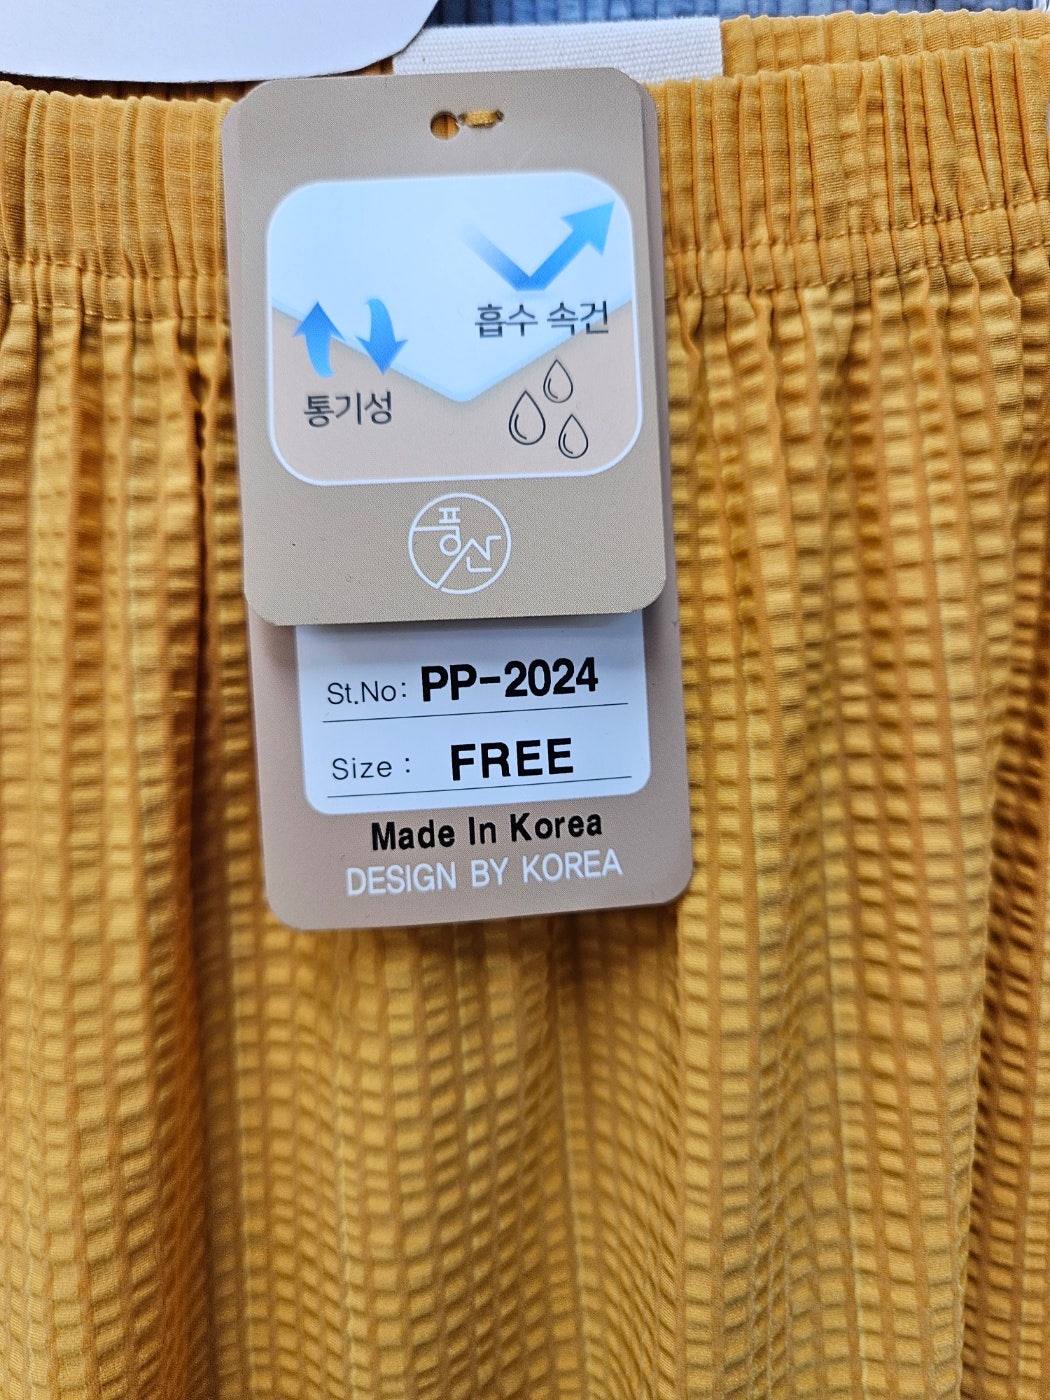 흡수 속건
통기성
풍산
St.No: PP-2024
Size : FREE
Made In Korea
DESIGN BY KOREA